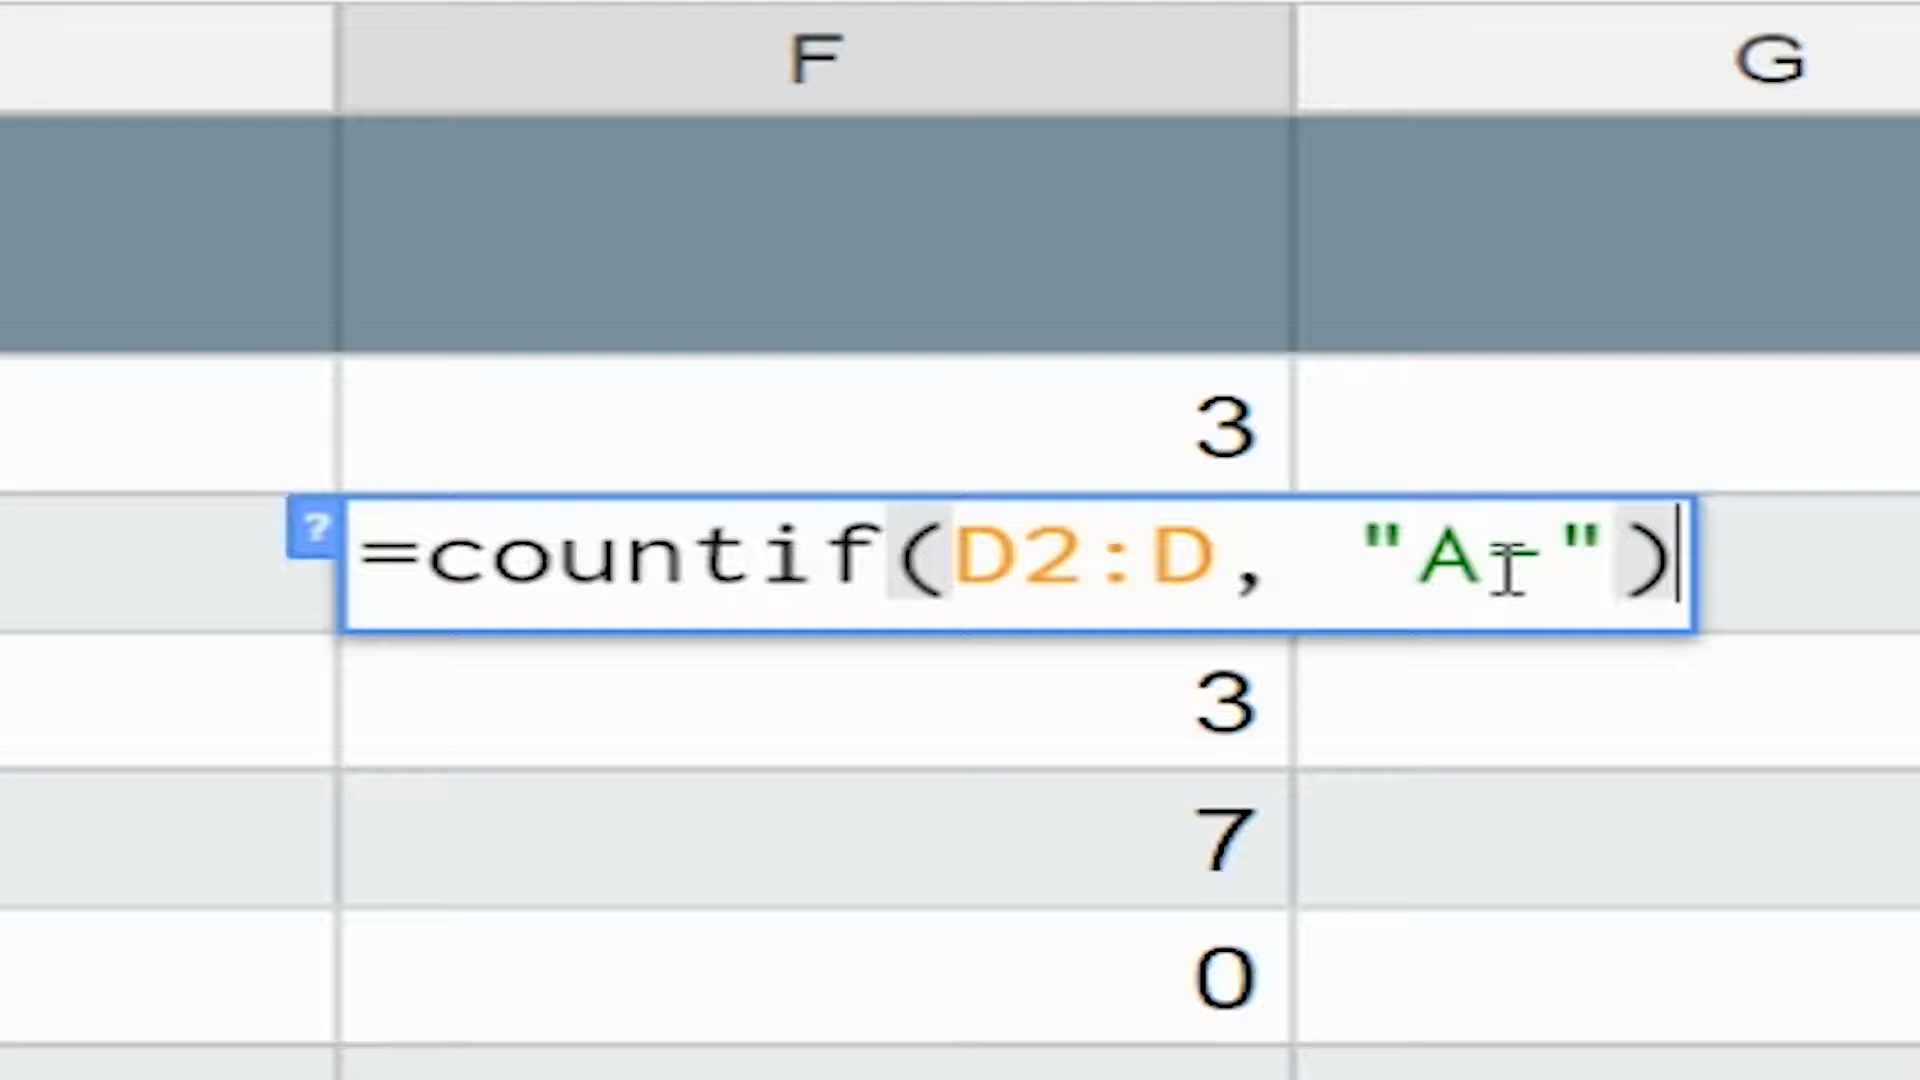 F G
3
? =countif(D2:D, "A-")
3
7
0